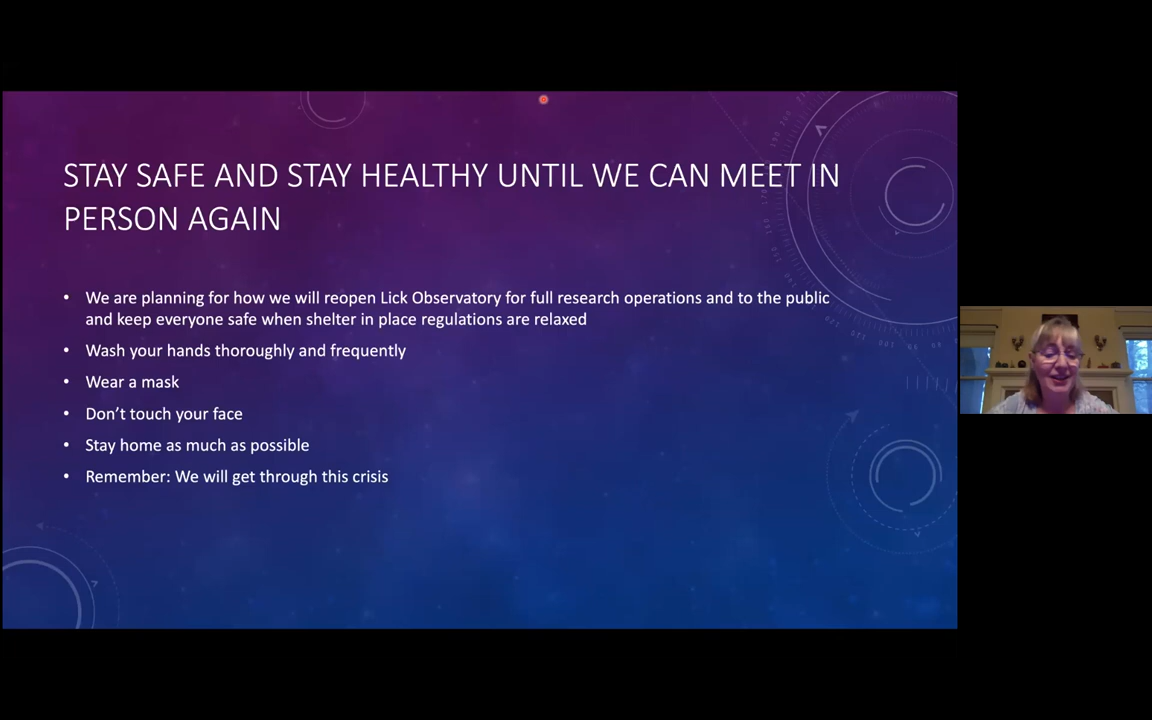 STAY SAFE AND STAY HEALTHY UNTIL WE CAN MEET IN
PERSON AGAIN
• We are planning for how we will reopen Lick Observatory for full research operations and to the public
and keep everyone safe when shelter in place regulations are relaxed
• Wash your hands thoroughly and frequently
• Wear a mask
• Don’t touch your face
• Stay home as much as possible
• Remember: We will get through this crisis